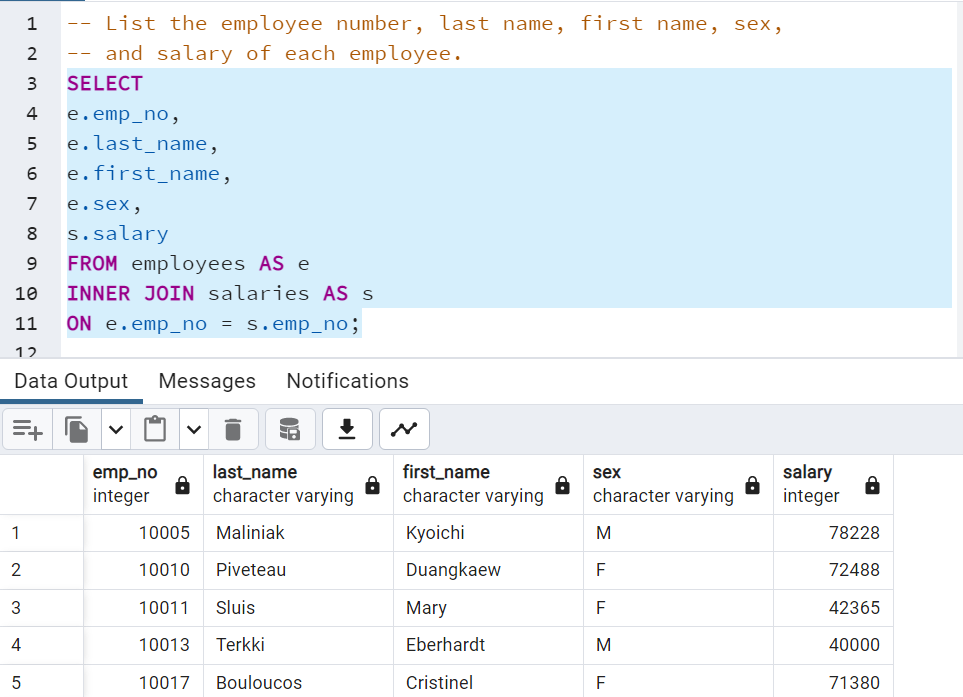 1 -- List the employee number, last name, first name, sex,
2 -- and salary of each employee.
3 SELECT
4 e.emp_no,
5 e.last_name,
6 e.first_name,
7 e.sex,
8 s.salary
9 FROM employees AS e
10 INNER JOIN salaries AS s
11 ON e.emp_no = s.emp_no;
12
Data Output Messages Notifications
emp_no last_name first_name sex salary
integer character varying character varying character varying integer
1 10005 Maliniak Kyoichi M 78228
2 10010 Piveteau Duangkaew F 72488
3 10011 Sluis Mary F 42365
4 10013 Terkki Eberhardt M 40000
5 10017 Bouloucos Cristinel F 71380